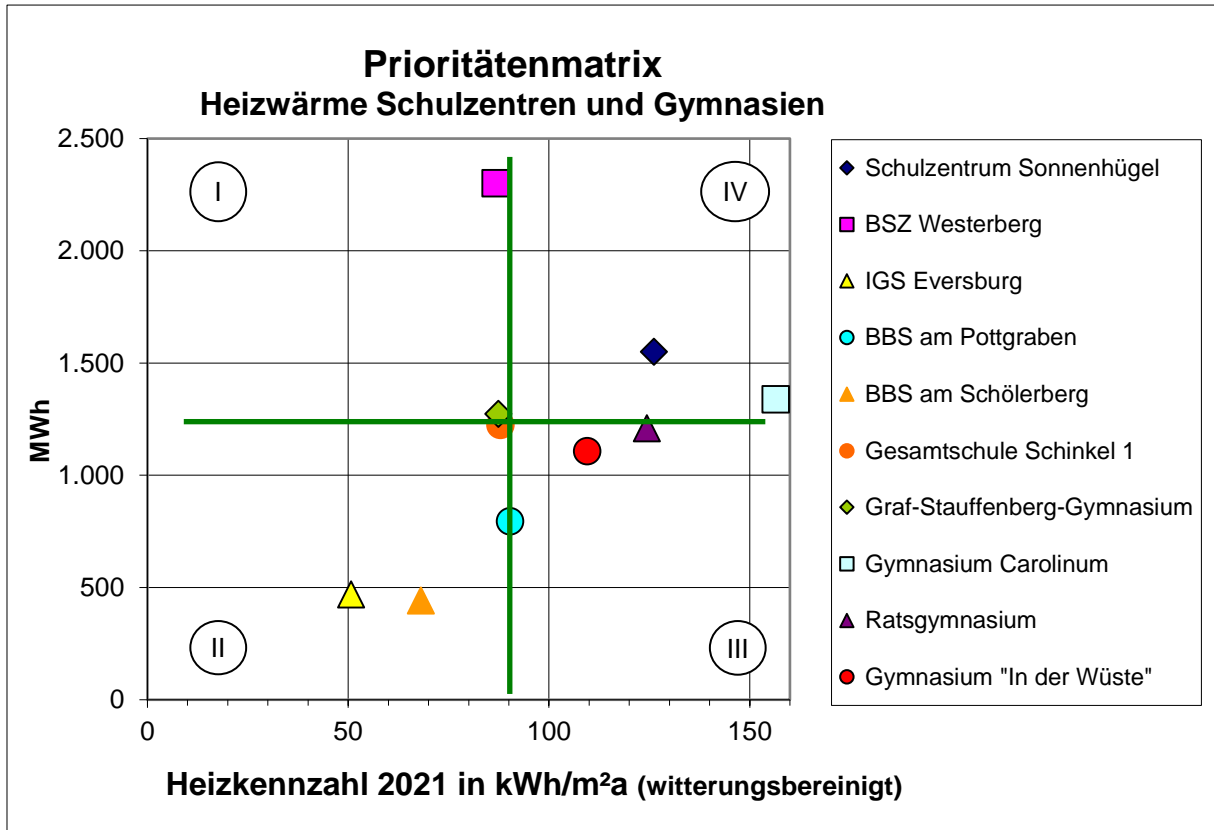 Prioritätenmatrix
Heizwärme Schulzentren und Gymnasien
2.500
2.000
1.500
1.000
500
0
MWh
I
IV
II
III
0
50
100
150
Heizkennzahl 2021 in kWh/m²a (witterungsbereinigt)
Schulzentrum Sonnenhügel
BSZ Westerberg
IGS Eversburg
BBS am Pottgraben
BBS am Schölerberg
Gesamtschule Schinkel 1
Graf-Stauffenberg-Gymnasium
Gymnasium Carolinum
Ratsgymnasium
Gymnasium "In der Wüste"